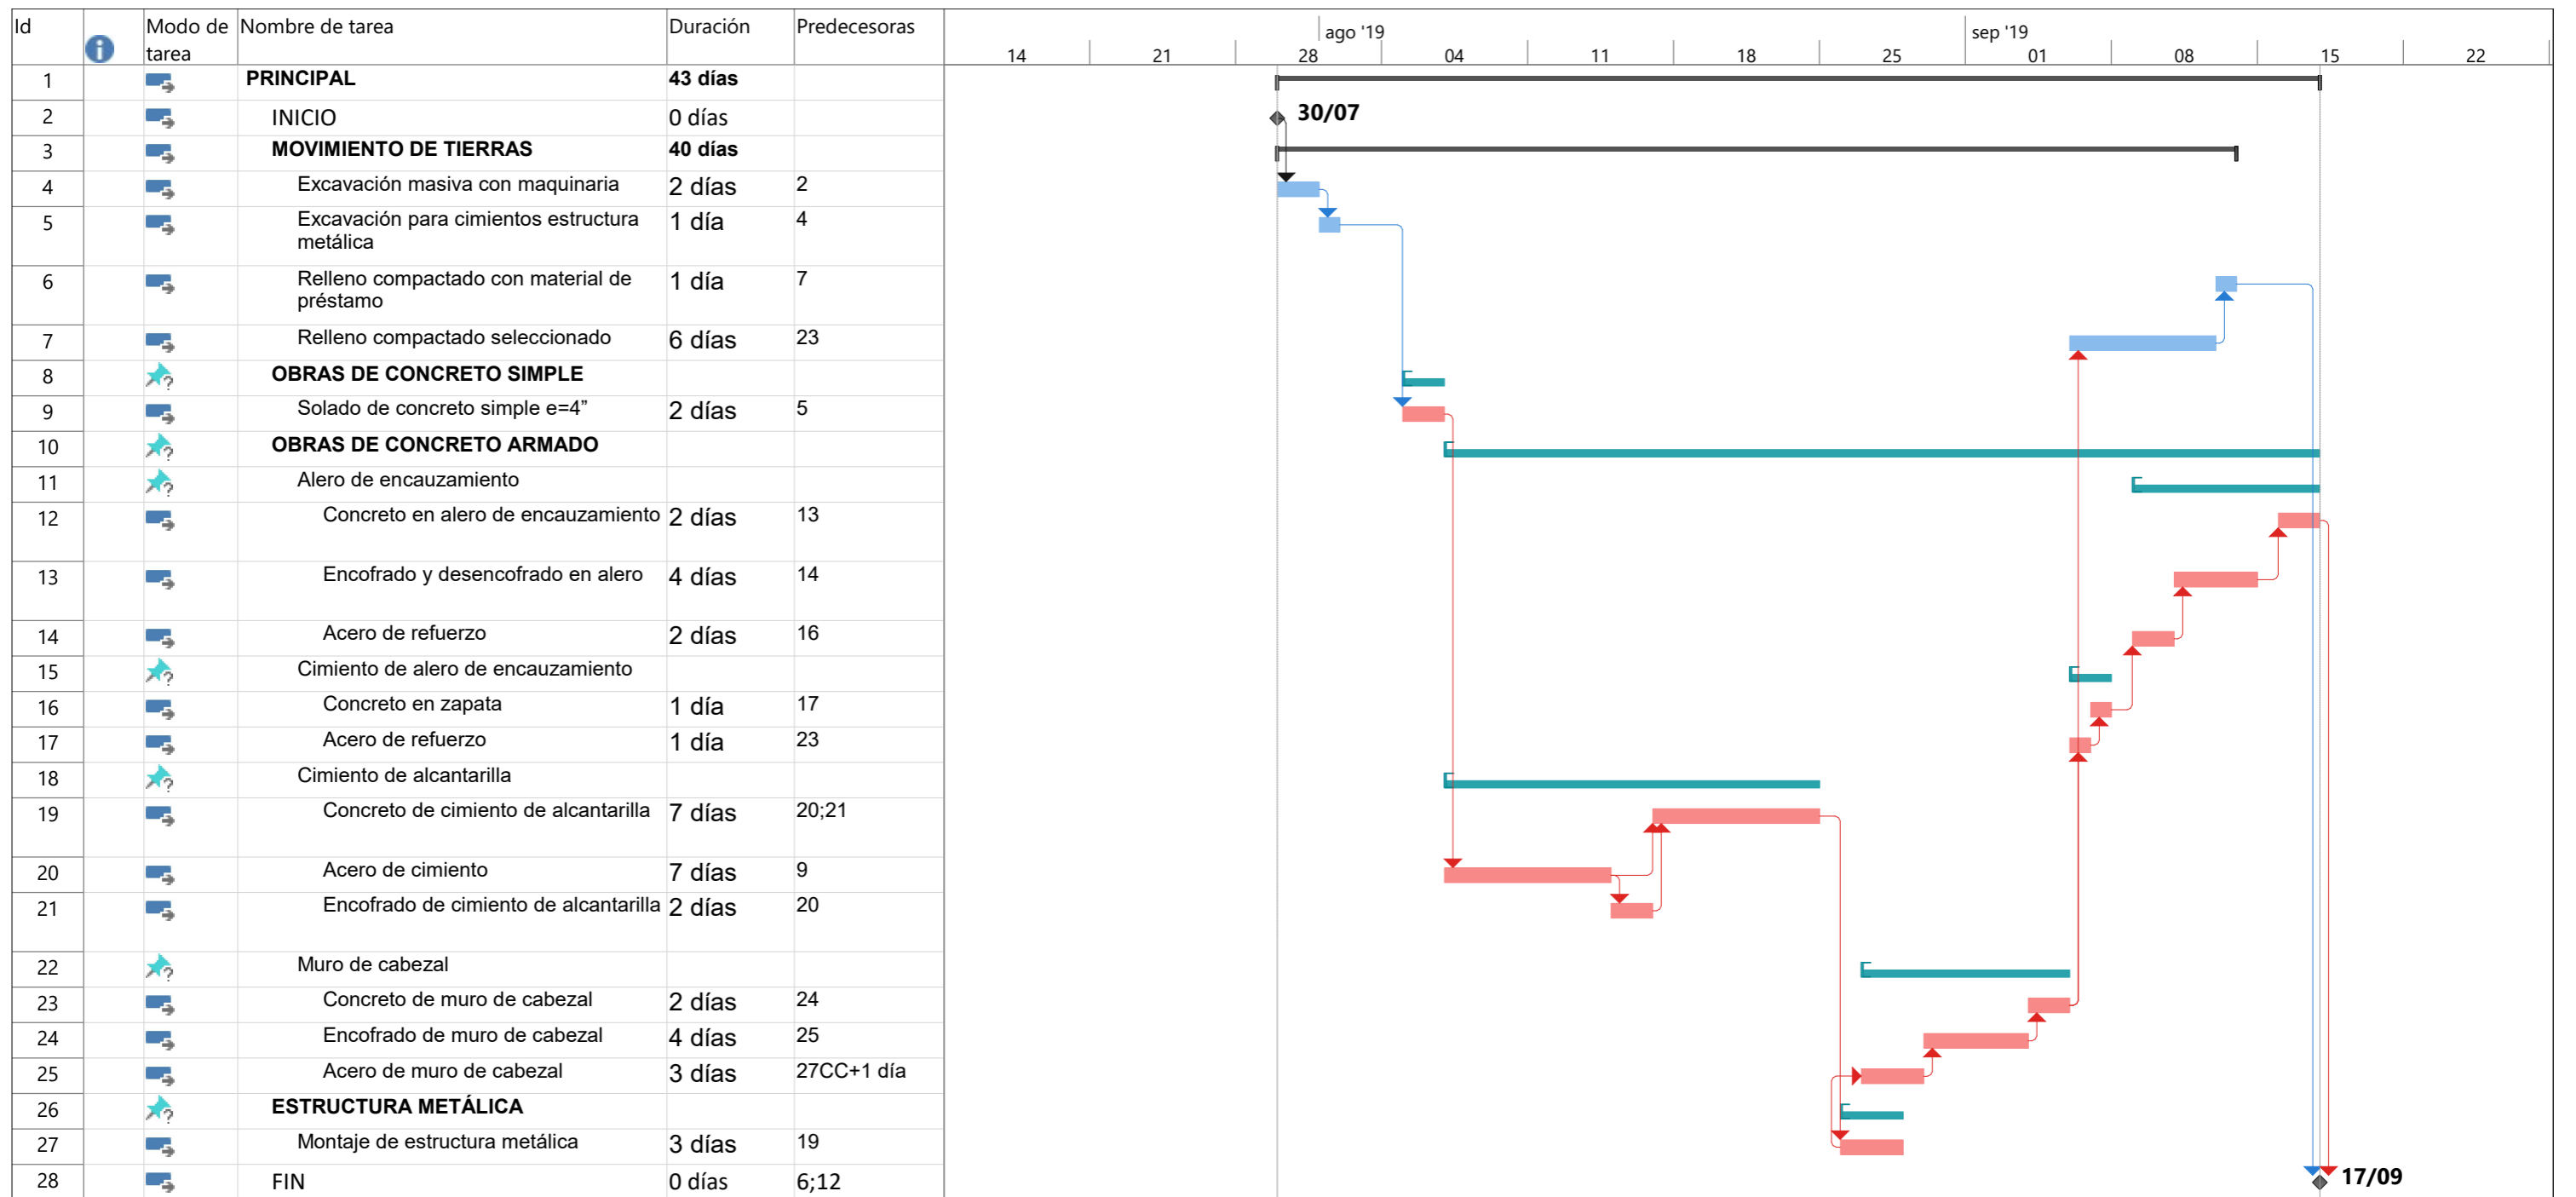 Id Modo de tarea Nombre de tarea Duración Predecesoras
ago '19 sep '19
14 21 28 04 11 18 25 01 08 15 22
1 PRINCIPAL 43 días
2 INICIO 0 días 30/07
3 MOVIMIENTO DE TIERRAS 40 días
4 Excavación masiva con maquinaria 2 días 2
5 Excavación para cimientos estructura metálica 1 día 4
6 Relleno compactado con material de préstamo 1 día 7
7 Relleno compactado seleccionado 6 días 23
8 OBRAS DE CONCRETO SIMPLE
9 Solado de concreto simple e=4” 2 días 5
10 OBRAS DE CONCRETO ARMADO
11 Alero de encauzamiento
12 Concreto en alero de encauzamiento 2 días 13
13 Encofrado y desencofrado en alero 4 días 14
14 Acero de refuerzo 2 días 16
15 Cimiento de alero de encauzamiento
16 Concreto en zapata 1 día 17
17 Acero de refuerzo 1 día 23
18 Cimiento de alcantarilla
19 Concreto de cimiento de alcantarilla 7 días 20;21
20 Acero de cimiento 7 días 9
21 Encofrado de cimiento de alcantarilla 2 días 20
22 Muro de cabezal
23 Concreto de muro de cabezal 2 días 24
24 Encofrado de muro de cabezal 4 días 25
25 Acero de muro de cabezal 3 días 27CC+1 día
26 ESTRUCTURA METÁLICA
27 Montaje de estructura metálica 3 días 19
28 FIN 0 días 6;12 17/09